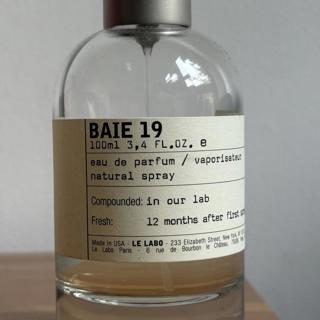 BAIE 19
100ml 3,4 FL.OZ. e
eau de parfum / vaporisateur
natural spray
Compounded: in our lab
Fresh: 12 months after first
Made in USA - LE LABO - 233 Elizabeth Street, New York,
Le Labo Paris - 6 rue de Bourbon le Château,